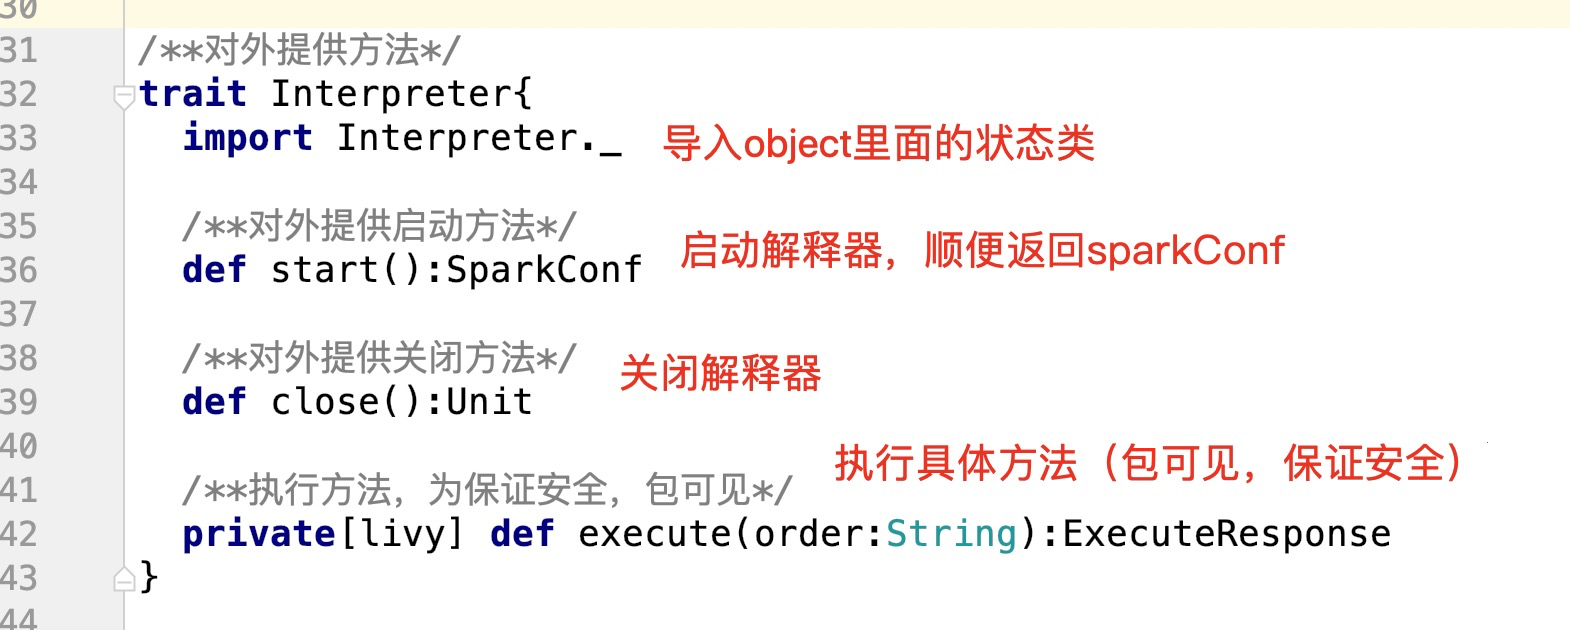 30
31 /**对外提供方法*/
32 trait Interpreter{
33 import Interpreter._ 导入object里面的状态类
34
35 /**对外提供启动方法*/
36 def start():SparkConf 启动解释器，顺便返回sparkConf
37
38 /**对外提供关闭方法*/
39 def close():Unit 关闭解释器
40
41 /**执行方法，为保证安全，包可见*/ 执行具体方法（包可见，保证安全）
42 private[livy] def execute(order:String):ExecuteResponse
43 }
44